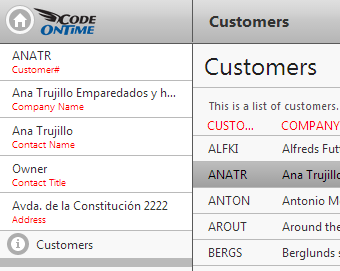 CODE
ONTIME
Customers
ANATR
Customer#
Ana Trujillo Emparedados y h...
Company Name
Ana Trujillo
Contact Name
Owner
Contact Title
Avda. de la Constitución 2222
Address
Customers
Customers
This is a list of customers.
CUSTO... COMPANY
ALFKI Alfreds Fut
ANATR Ana Trujillo
ANTON Antonio M
AROUT Around the
BERGS Berglunds s